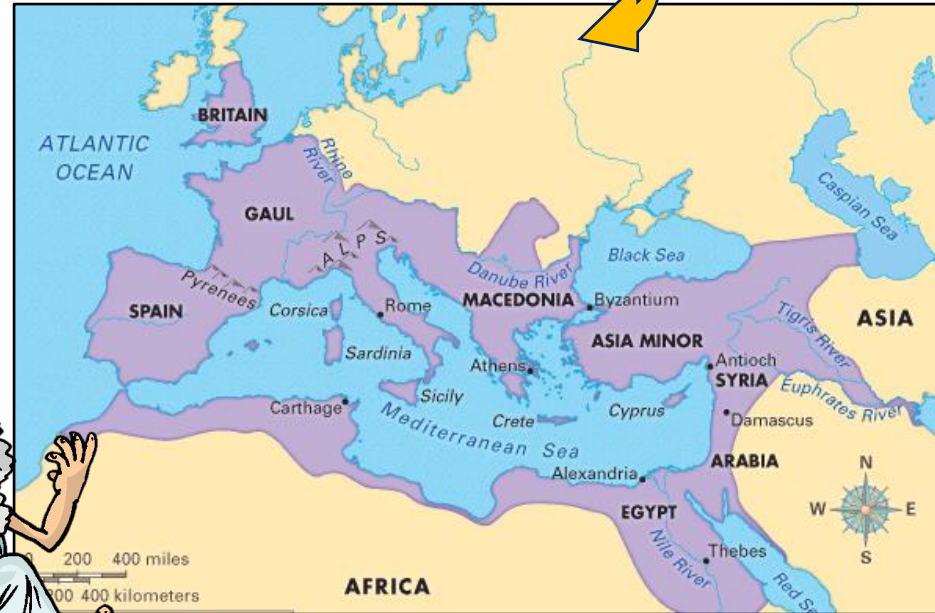 BRITAIN
ATLANTIC
OCEAN
Rhine
River
GAUL
ALPS
Caspian Sea
Black Sea
Danube River
Pyrenees
MACEDONIA
Byzantium
SPAIN
Corsica
Rome
ASIA
Tigris River
ASIA MINOR
Sardinia
Athens
Antioch
SYRIA
Euphrates River
Sicily
Carthage
Crete
Cyprus
Damascus
Mediterranean Sea
ARABIA
Alexandria
N
W
E
S
EGYPT
Nile River
Thebes
0 200 400 miles
400 kilometers
AFRICA
Red